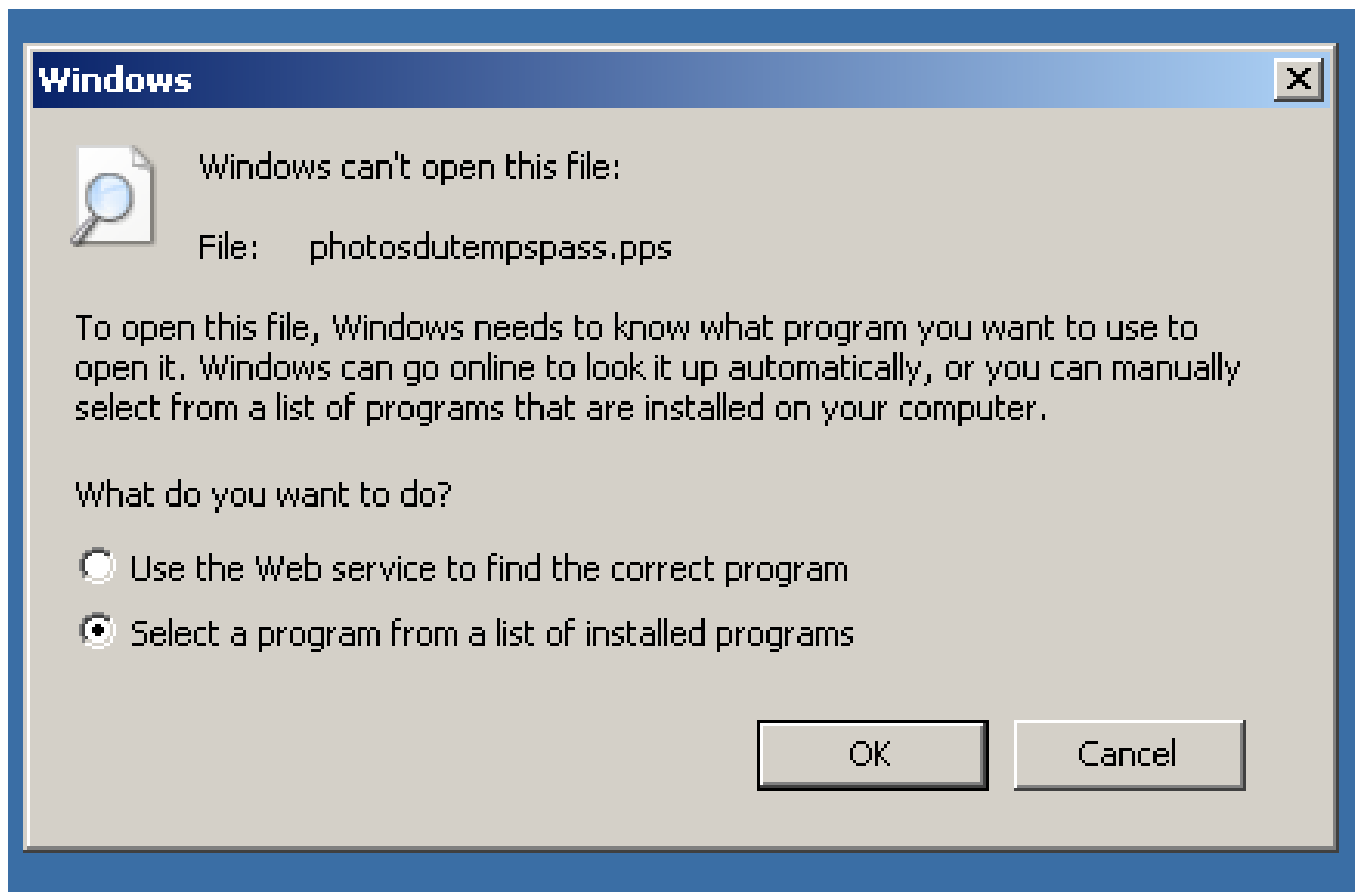 Windows
Windows can't open this file:
File: photosdutempspass.pps
To open this file, Windows needs to know what program you want to use to
open it. Windows can go online to look it up automatically, or you can manually
select from a list of programs that are installed on your computer.
What do you want to do?
Use the Web service to find the correct program
Select a program from a list of installed programs
OK Cancel